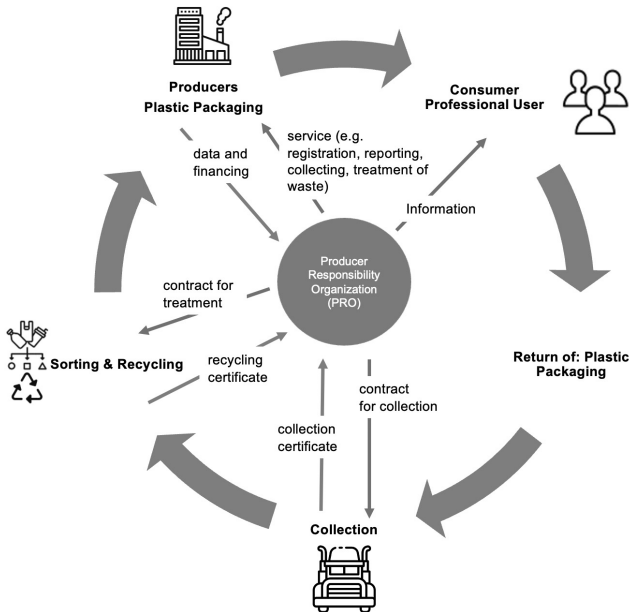 Producers
Plastic Packaging
Consumer
Professional User
service (e.g.
registration, reporting,
collecting, treatment of
waste)
data and
financing
Information
Producer
Responsibility
Organization
(PRO)
contract for
treatment
Sorting & Recycling
recycling
certificate
Return of: Plastic
Packaging
contract
for collection
collection
certificate
Collection